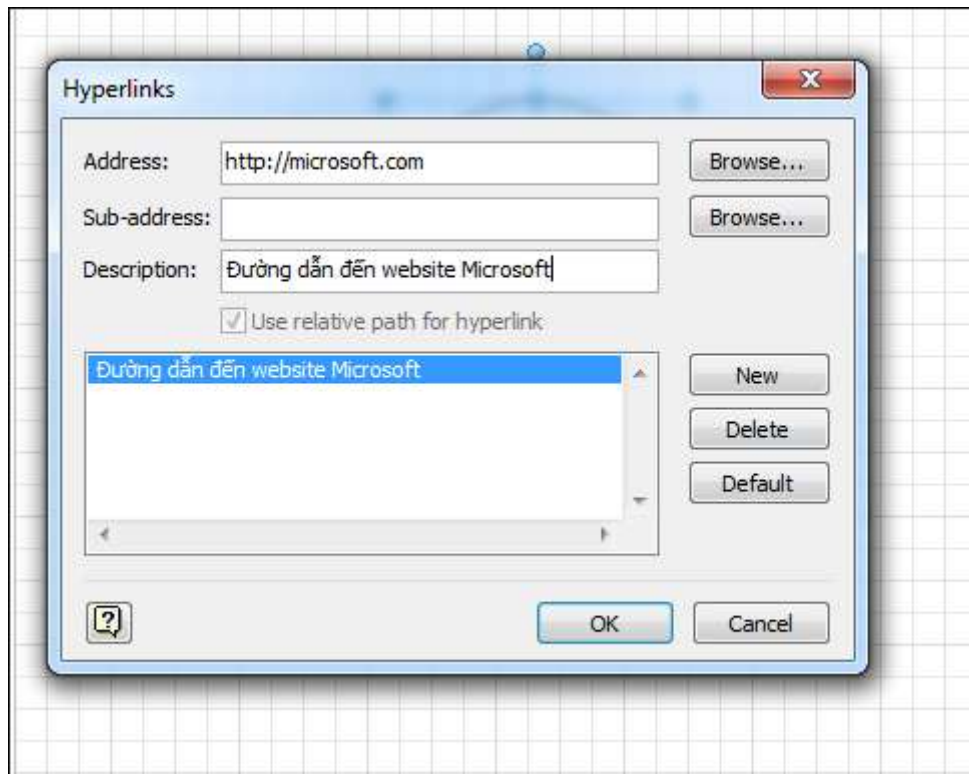 Hyperlinks
Address: http://microsoft.com Browse...
Sub-address: Browse...
Description: Đường dẫn đến website Microsoft
Use relative path for hyperlink
Đường dẫn đến website Microsoft
New
Delete
Default
OK Cancel